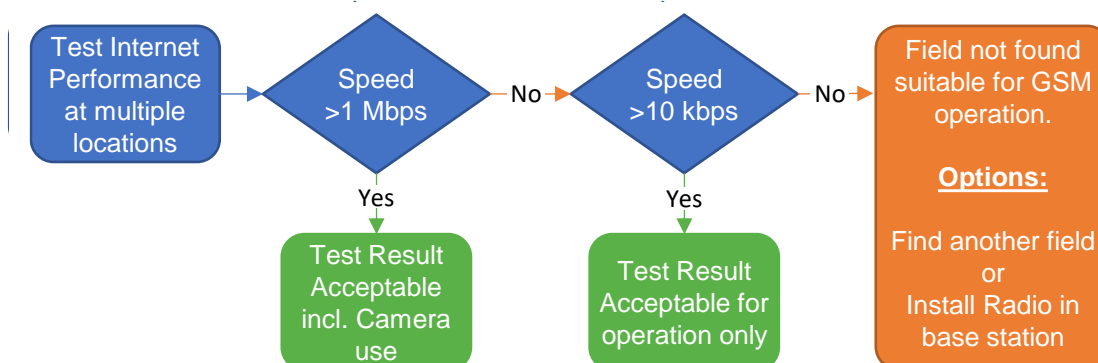 Test Internet
Performance
at multiple
locations
Speed
>1 Mbps
No
Speed
>10 kbps
No
Field not found
suitable for GSM
operation.
Options:
Find another field
or
Install Radio in
base station
Yes
Test Result
Acceptable
incl. Camera
use
Yes
Test Result
Acceptable for
operation only